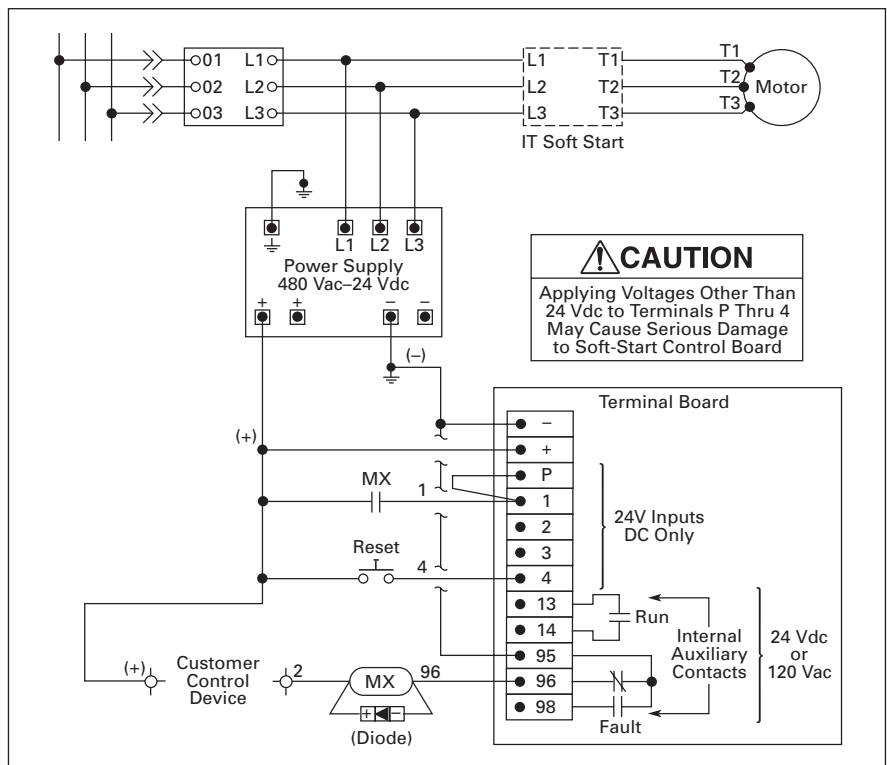 01 L1 L1 T1 T1
02 L2 L2 T2 T2 Motor
03 L3 L3 T3 T3
IT Soft Start
L1 L2 L3
Power Supply
480 Vac–24 Vdc
+ + – –
(–)
CAUTION
Applying Voltages Other Than
24 Vdc to Terminals P Thru 4
May Cause Serious Damage
to Soft-Start Control Board
Terminal Board
–
(+) +
P
MX 1 1
2
3
24V Inputs
DC Only
Reset
4 4
13
14
Run
95
96
98
Internal
Auxiliary
Contacts
24 Vdc
or
120 Vac
Fault
(+) Customer
Control
Device
2 MX 96
+ –
(Diode)